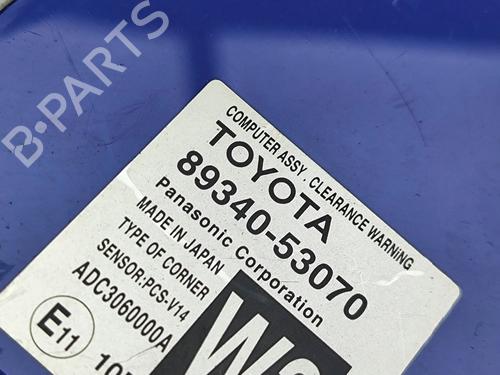 B-PARTS
COMPUTER ASSY, CLEARANCE WARNING
TOYOTA
89340-53070
Panasonic Corporation
MADE IN JAPAN
TYPE OF CORNER
SENSOR:PCS-V14
ADC3060000A
E11